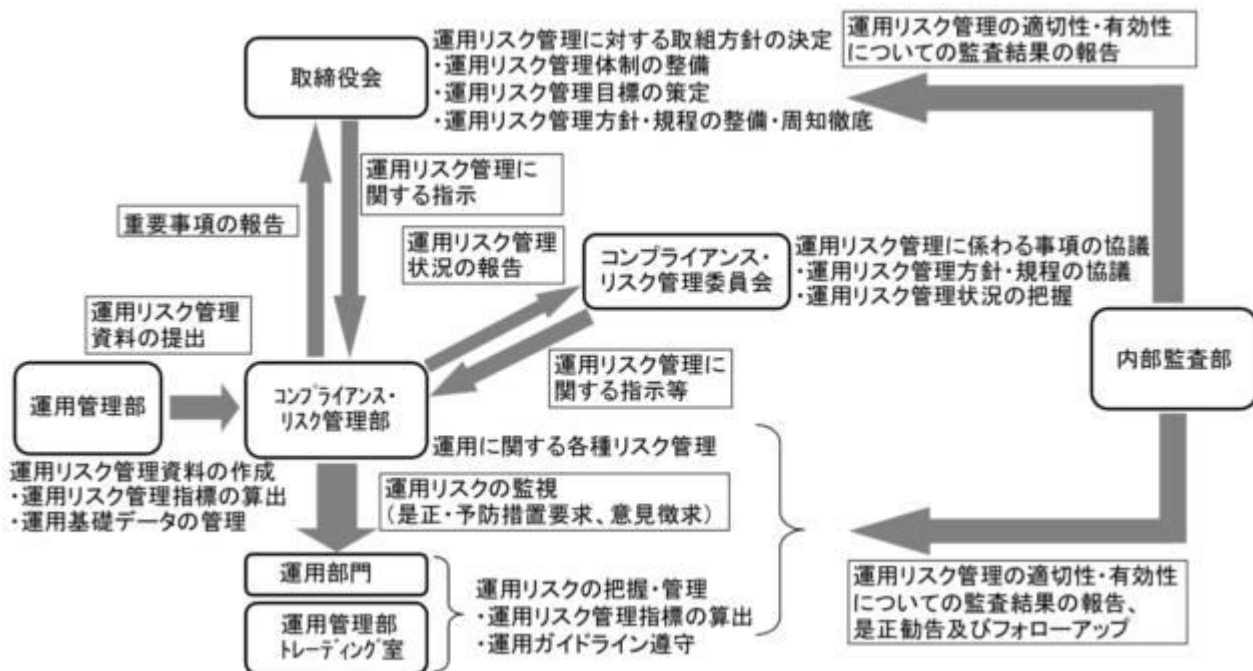 運用リスク管理に対する取組方針の決定
・運用リスク管理体制の整備
・運用リスク管理目標の策定
・運用リスク管理方針・規程の整備・周知徹底
取締役会
運用リスク管理の適切性・有効性
についての監査結果の報告
運用リスク管理に
関する指示
重要事項の報告
運用リスク管理
状況の報告
コンプライアンス・
リスク管理委員会
運用リスク管理に係わる事項の協議
・運用リスク管理方針・規程の協議
・運用リスク管理状況の把握
運用リスク管理
資料の提出
内部監査部
運用管理部
コンプライアンス・
リスク管理部
運用リスク管理に
関する指示等
運用に関する各種リスク管理
運用リスク管理資料の作成
・運用リスク管理指標の算出
・運用基礎データの管理
運用リスクの監視
（是正・予防措置要求、意見徴求）
運用部門
運用管理部
トレーディング室
運用リスクの把握・管理
・運用リスク管理指標の算出
・運用ガイドライン遵守
運用リスク管理の適切性・有効性
についての監査結果の報告、
是正勧告及びフォローアップ